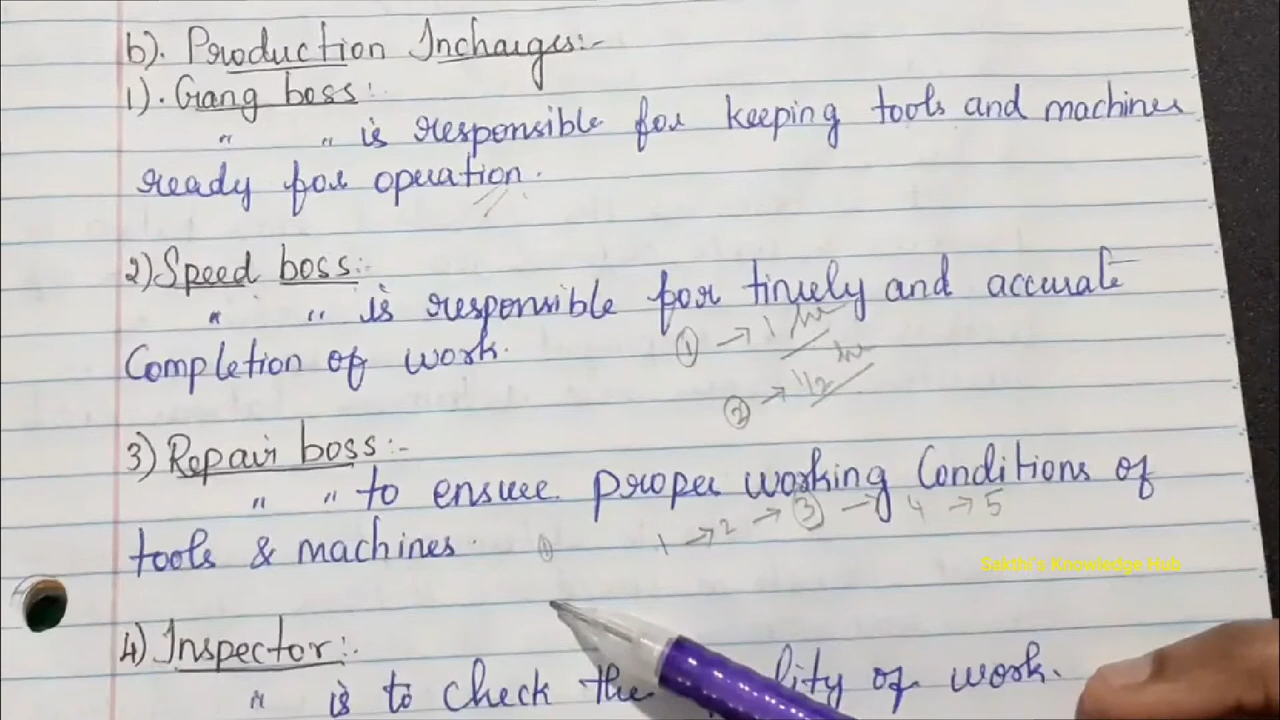 b). Production Incharges:-
1). Gang boss:-
" " is responsible for keeping tools and machines
ready for operation.
2) Speed boss:-
" " is responsible for timely and accurate
Completion of work.
① → 1 hr
② → 1/2 hr
3) Repair boss:-
" " to ensure proper working Conditions of
1 → 2 → ③ → 4 → 5
tools & machines.
Sakthi's Knowledge Hub
4) Inspector:-
" is to check the of work.